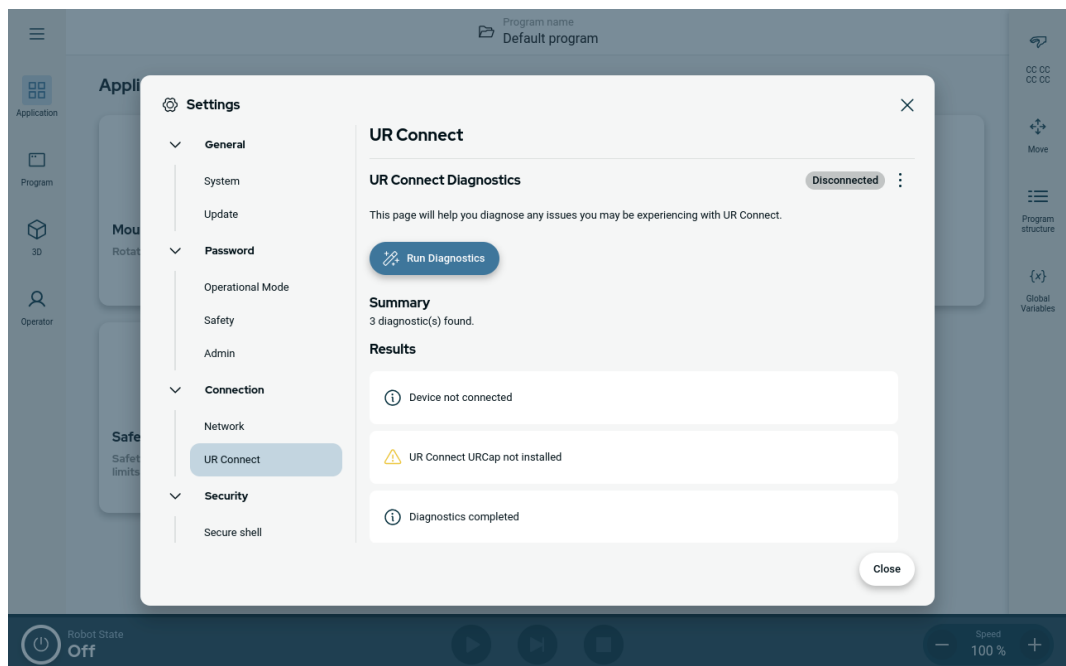 Program name
Default program
Appli
CC CC
CC CC
Application
Move
Program
Program
structure
3D
Global
Variables
Operator
Mou
Rotat
Safe
Safet
limits
Settings
General
System
Update
Password
Operational Mode
Safety
Admin
Connection
Network
UR Connect
Security
Secure shell
UR Connect
UR Connect Diagnostics
Disconnected
This page will help you diagnose any issues you may be experiencing with UR Connect.
Run Diagnostics
Summary
3 diagnostic(s) found.
Results
Device not connected
UR Connect URCap not installed
Diagnostics completed
Close
{x}
Robot State
Off
Speed
100 %